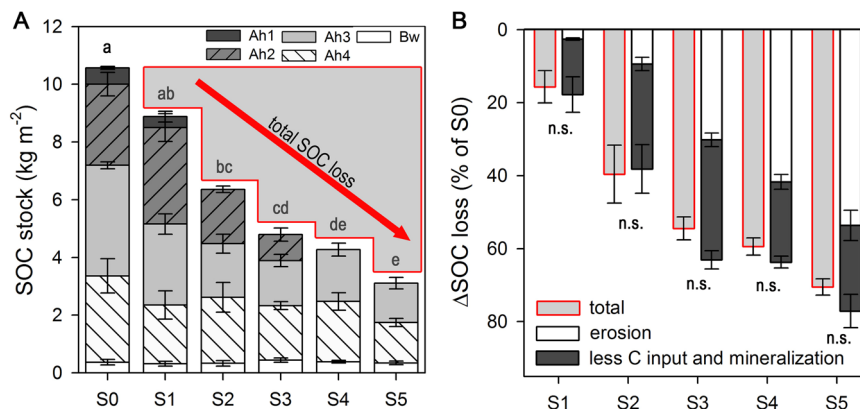 A
Ah1 Ah3 Bw
Ah2 Ah4
SOC stock (kg m⁻²)
12
10
8
6
4
2
0
a
ab
bc
cd
de
e
total SOC loss
S0 S1 S2 S3 S4 S5
B
ΔSOC loss (% of S0)
0
20
40
60
80
n.s.
n.s.
n.s.
n.s.
n.s.
total
erosion
less C input and mineralization
S1 S2 S3 S4 S5